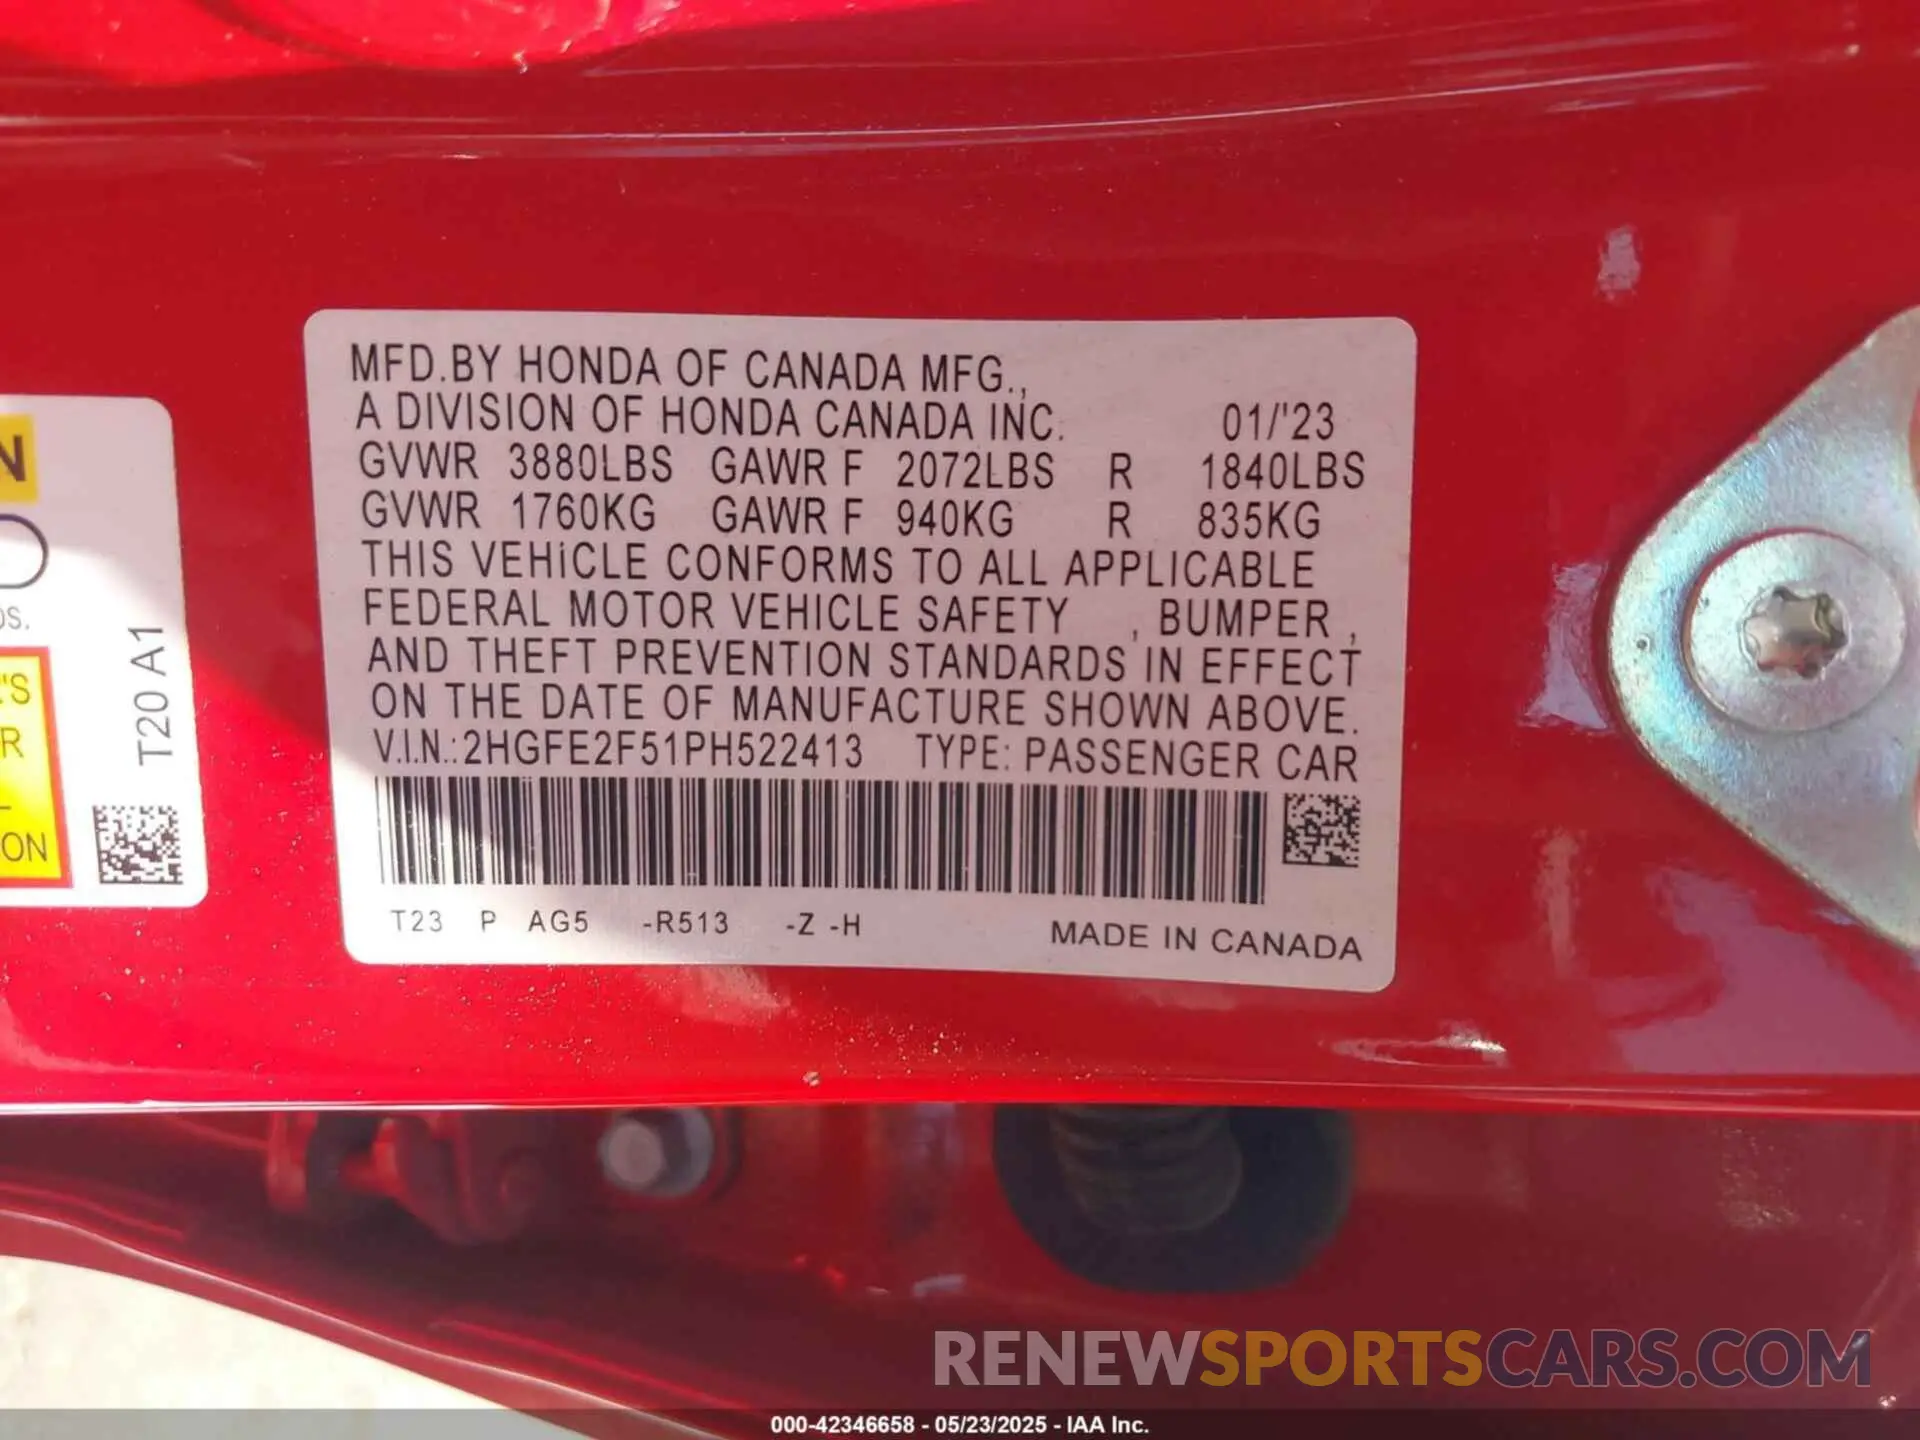 MFD.BY HONDA OF CANADA MFG.,
A DIVISION OF HONDA CANADA INC. 01/'23
GVWR 3880LBS GAWR F 2072LBS R 1840LBS
GVWR 1760KG GAWR F 940KG R 835KG
THIS VEHICLE CONFORMS TO ALL APPLICABLE
FEDERAL MOTOR VEHICLE SAFETY , BUMPER ,
AND THEFT PREVENTION STANDARDS IN EFFECT
ON THE DATE OF MANUFACTURE SHOWN ABOVE.
V.I.N.:2HGFE2F51PH522413 TYPE: PASSENGER CAR
T23 P AG5 -R513 -Z -H MADE IN CANADA
T20 A1
RENEWSPORTSCARS.COM
000-42346658 - 05/23/2025 - IAA Inc.